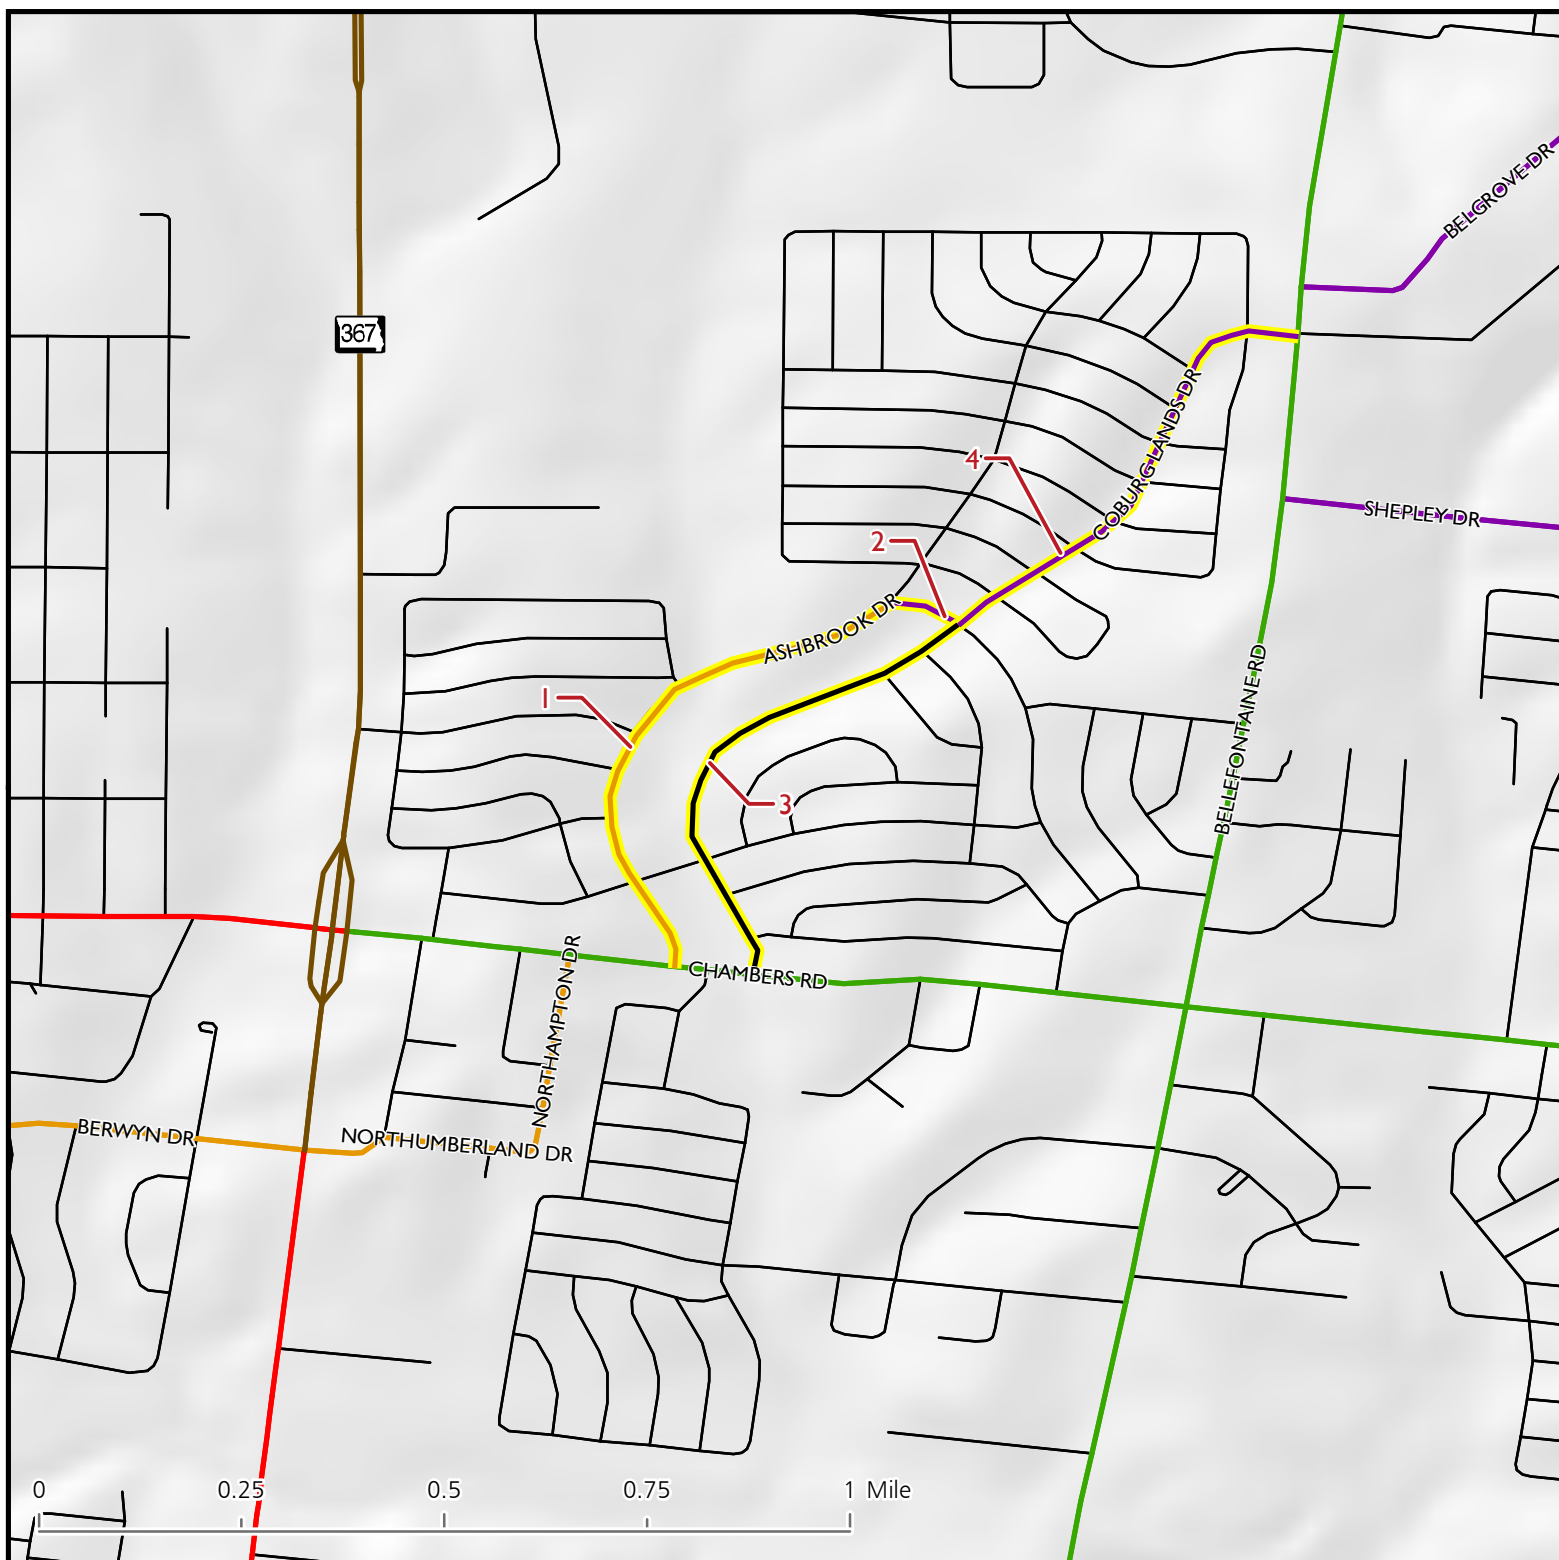 BELGROVE DR
367
COBURG LANDS DR
4
SHEPLEY DR
2
ASHBROOK DR
1
BELLEFONTAINE RD
3
CHAMBERS RD
NORTHAMPTON DR
BERWYN DR
NORTHUMBERLAND DR
0 0.25 0.5 0.75 1 Mile